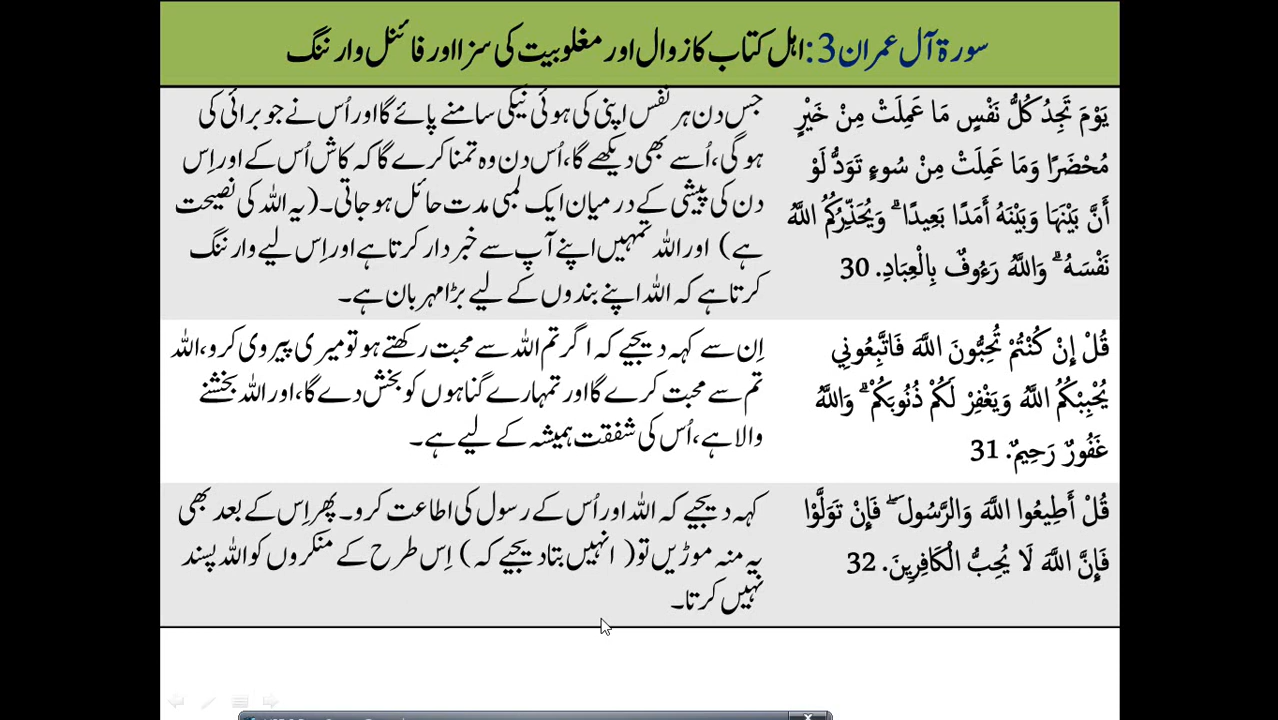 سورۃ آل عمران 3: اہل کتاب کا زوال اور مغلوبیت کی سزا اور فائنل وارننگ
يَوْمَ تَجِدُ كُلُّ نَفْسٍ مَا عَمِلَتْ مِنْ خَيْرٍ
مُحْضَرًا وَمَا عَمِلَتْ مِنْ سُوءٍ تَوَدُّ لَوْ
أَنَّ بَيْنَهَا وَبَيْنَهُ أَمَدًا بَعِيدًا ۗ وَيُحَذِّرُكُمُ اللَّهُ
نَفْسَهُ ۗ وَاللَّهُ رَءُوفٌ بِالْعِبَادِ. 30
جس دن ہر نفس اپنی کی ہوئی نیکی سامنے پائے گا اور اُس نے جو برائی کی
ہو گی، اُسے بھی دیکھے گا، اُس دن وہ تمنا کرے گا کہ کاش اُس کے اور اِس
دن کی پیشی کے درمیان ایک لمبی مدت حائل ہو جاتی۔ (یہ اللہ کی نصیحت
ہے) اور اللہ تمہیں اپنے آپ سے خبردار کرتا ہے اور اِس لیے وارننگ
کرتا ہے کہ اللہ اپنے بندوں کے لیے بڑا مہربان ہے۔
قُلْ إِنْ كُنْتُمْ تُحِبُّونَ اللَّهَ فَاتَّبِعُونِي
يُحْبِبْكُمُ اللَّهُ وَيَغْفِرْ لَكُمْ ذُنُوبَكُمْ ۗ وَاللَّهُ
غَفُورٌ رَحِيمٌ. 31
اِن سے کہہ دیجیے کہ اگر تم اللہ سے محبت رکھتے ہو تو میری پیروی کرو، اللہ
تم سے محبت کرے گا اور تمہارے گناہوں کو بخش دے گا، اور اللہ بخشنے
والا ہے، اُس کی شفقت ہمیشہ کے لیے ہے۔
قُلْ أَطِيعُوا اللَّهَ وَالرَّسُولَ ۖ فَإِنْ تَوَلَّوْا
فَإِنَّ اللَّهَ لَا يُحِبُّ الْكَافِرِينَ. 32
کہہ دیجیے کہ اللہ اور اُس کے رسول کی اطاعت کرو۔ پھر اِس کے بعد بھی
یہ منہ موڑیں تو (انہیں بتا دیجیے کہ) اِس طرح کے منکروں کو اللہ پسند
نہیں کرتا۔